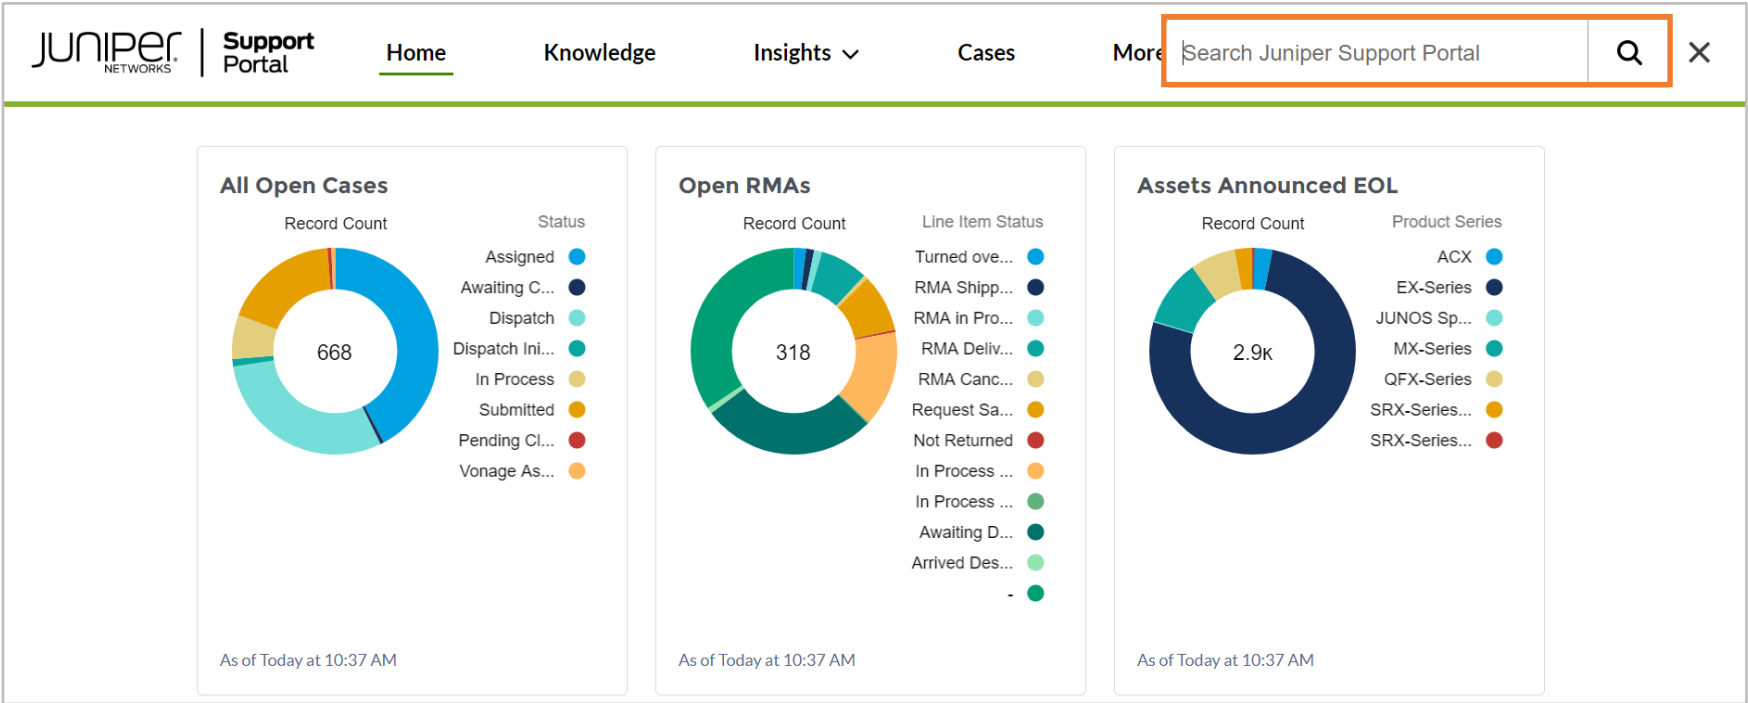 JUNIPER NETWORKS Support Portal
Home Knowledge Insights Cases More Search Juniper Support Portal
All Open Cases
Record Count Status
668
Assigned
Awaiting C...
Dispatch
Dispatch Ini...
In Process
Submitted
Pending Cl...
Vonage As...
As of Today at 10:37 AM
Open RMAs
Record Count Line Item Status
318
Turned ove...
RMA Shipp...
RMA in Pro...
RMA Deliv...
RMA Canc...
Request Sa...
Not Returned
In Process ...
In Process ...
Awaiting D...
Arrived Des...
-
As of Today at 10:37 AM
Assets Announced EOL
Record Count Product Series
2.9K
ACX
EX-Series
JUNOS Sp...
MX-Series
QFX-Series
SRX-Series...
SRX-Series...
As of Today at 10:37 AM